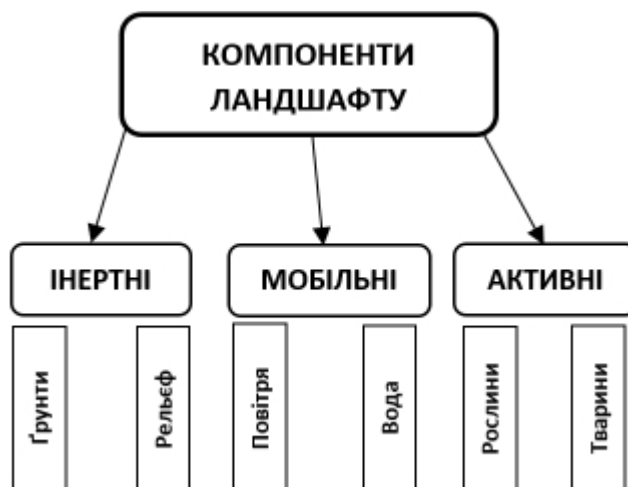 КОМПОНЕНТИ
ЛАНДШАФТУ
ІНЕРТНІ
МОБІЛЬНІ
АКТИВНІ
Ґрунти
Рельєф
Повітря
Вода
Рослини
Тварини